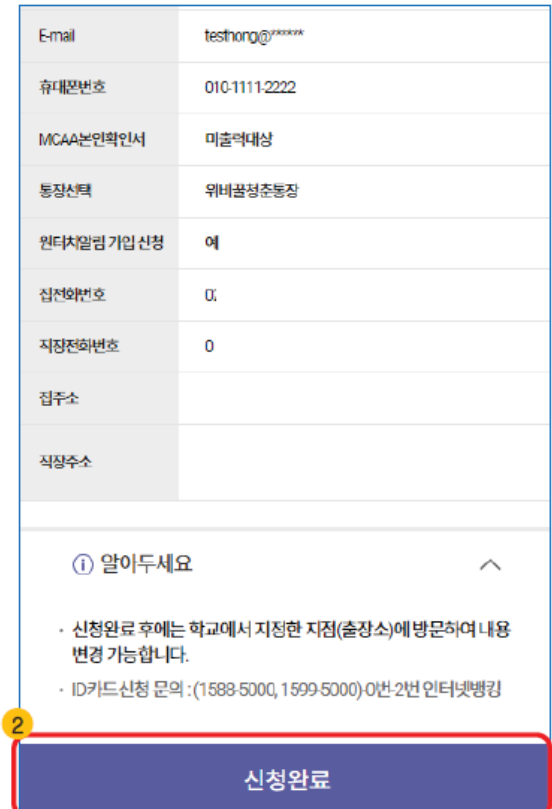 E-mail testhong@******
휴대폰번호 010-1111-2222
MCAA본인확인서 미출력대상
통장선택 위비꿀청춘통장
원터치알림 가입 신청 예
집전화번호 02
직장전화번호 0
집주소
직장주소
알아두세요
· 신청완료 후에는 학교에서 지정한 지점(출장소)에 방문하여 내용
변경 가능합니다.
· ID카드신청 문의 : (1588-5000, 1599-5000)-0번-2번 인터넷뱅킹
2
신청완료